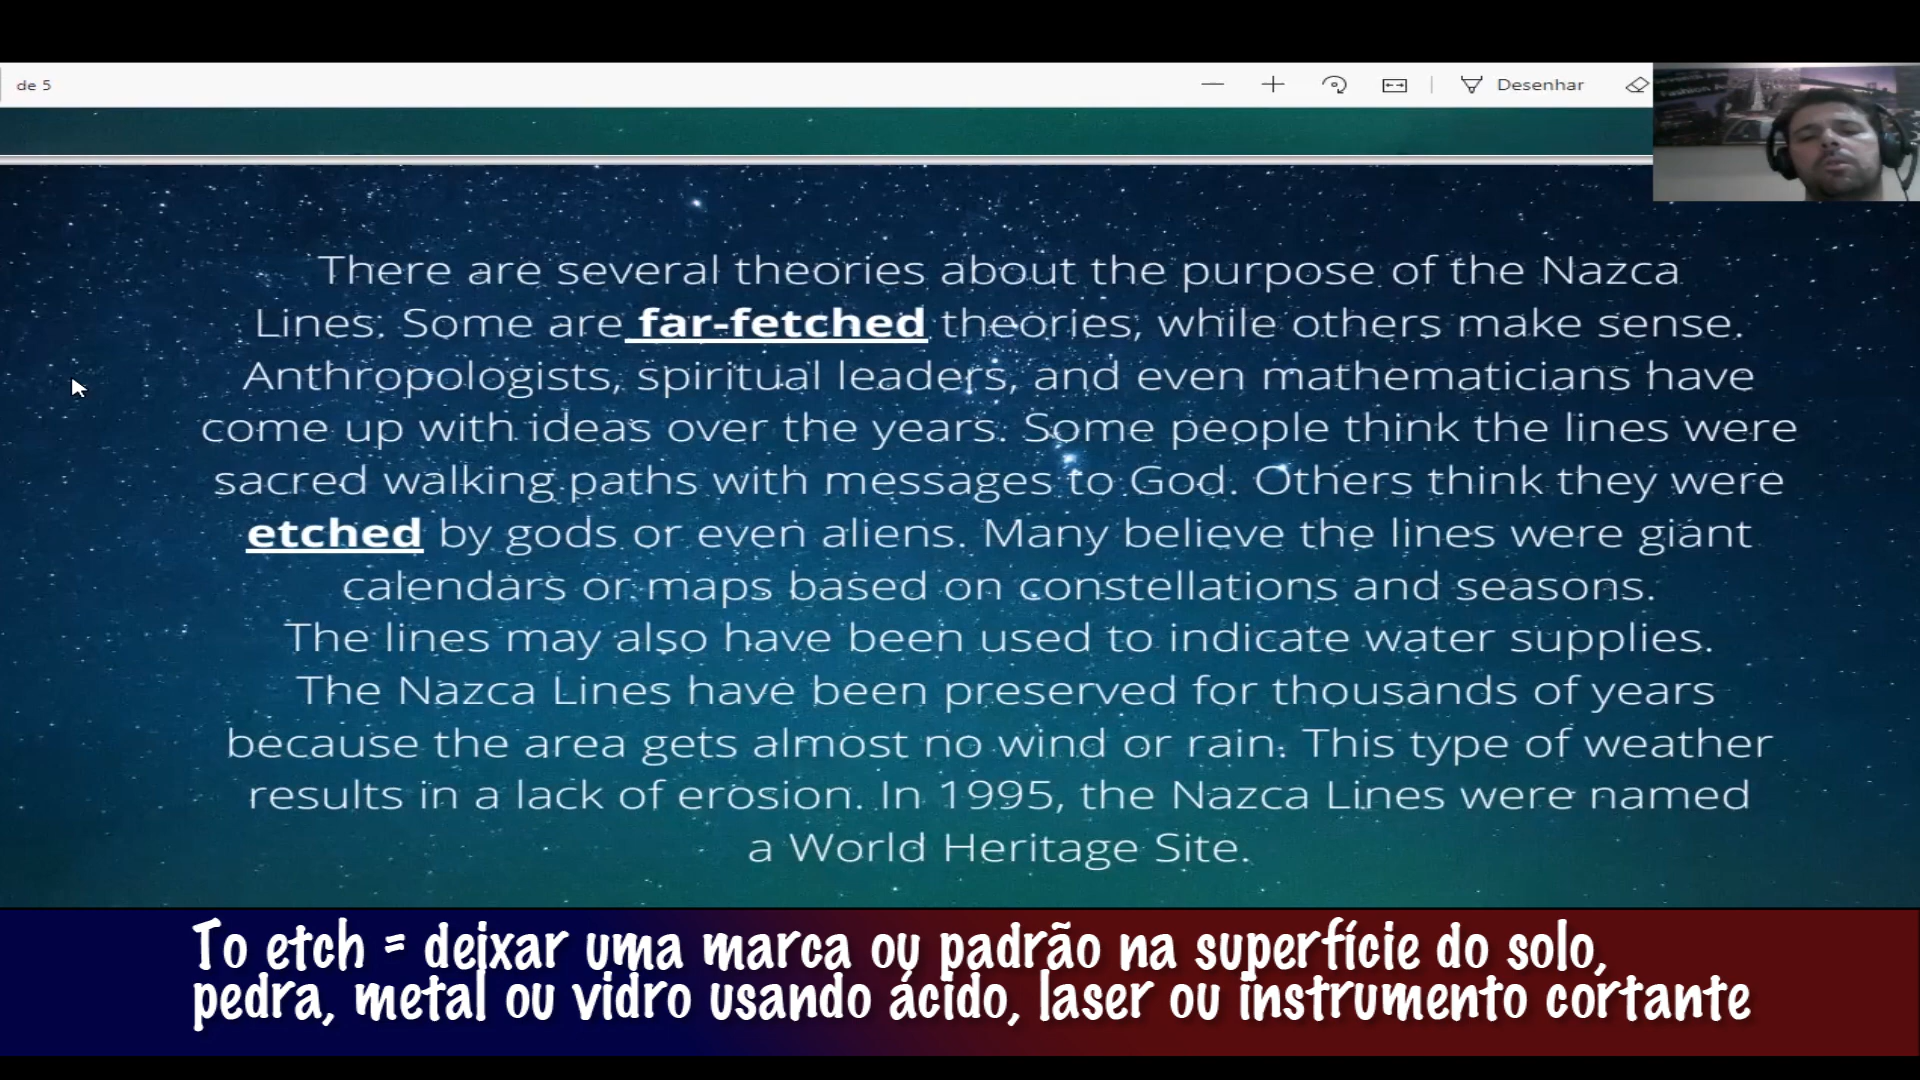 de 5
Desenhar
There are several theories about the purpose of the Nazca
Lines. Some are far-fetched theories, while others make sense.
Anthropologists, spiritual leaders, and even mathematicians have
come up with ideas over the years. Some people think the lines were
sacred walking paths with messages to God. Others think they were
etched by gods or even aliens. Many believe the lines were giant
calendars or maps based on constellations and seasons.
The lines may also have been used to indicate water supplies.
The Nazca Lines have been preserved for thousands of years
because the area gets almost no wind or rain. This type of weather
results in a lack of erosion. In 1995, the Nazca Lines were named
a World Heritage Site.
To etch = deixar uma marca ou padrão na superfície do solo,
pedra, metal ou vidro usando ácido, laser ou instrumento cortante